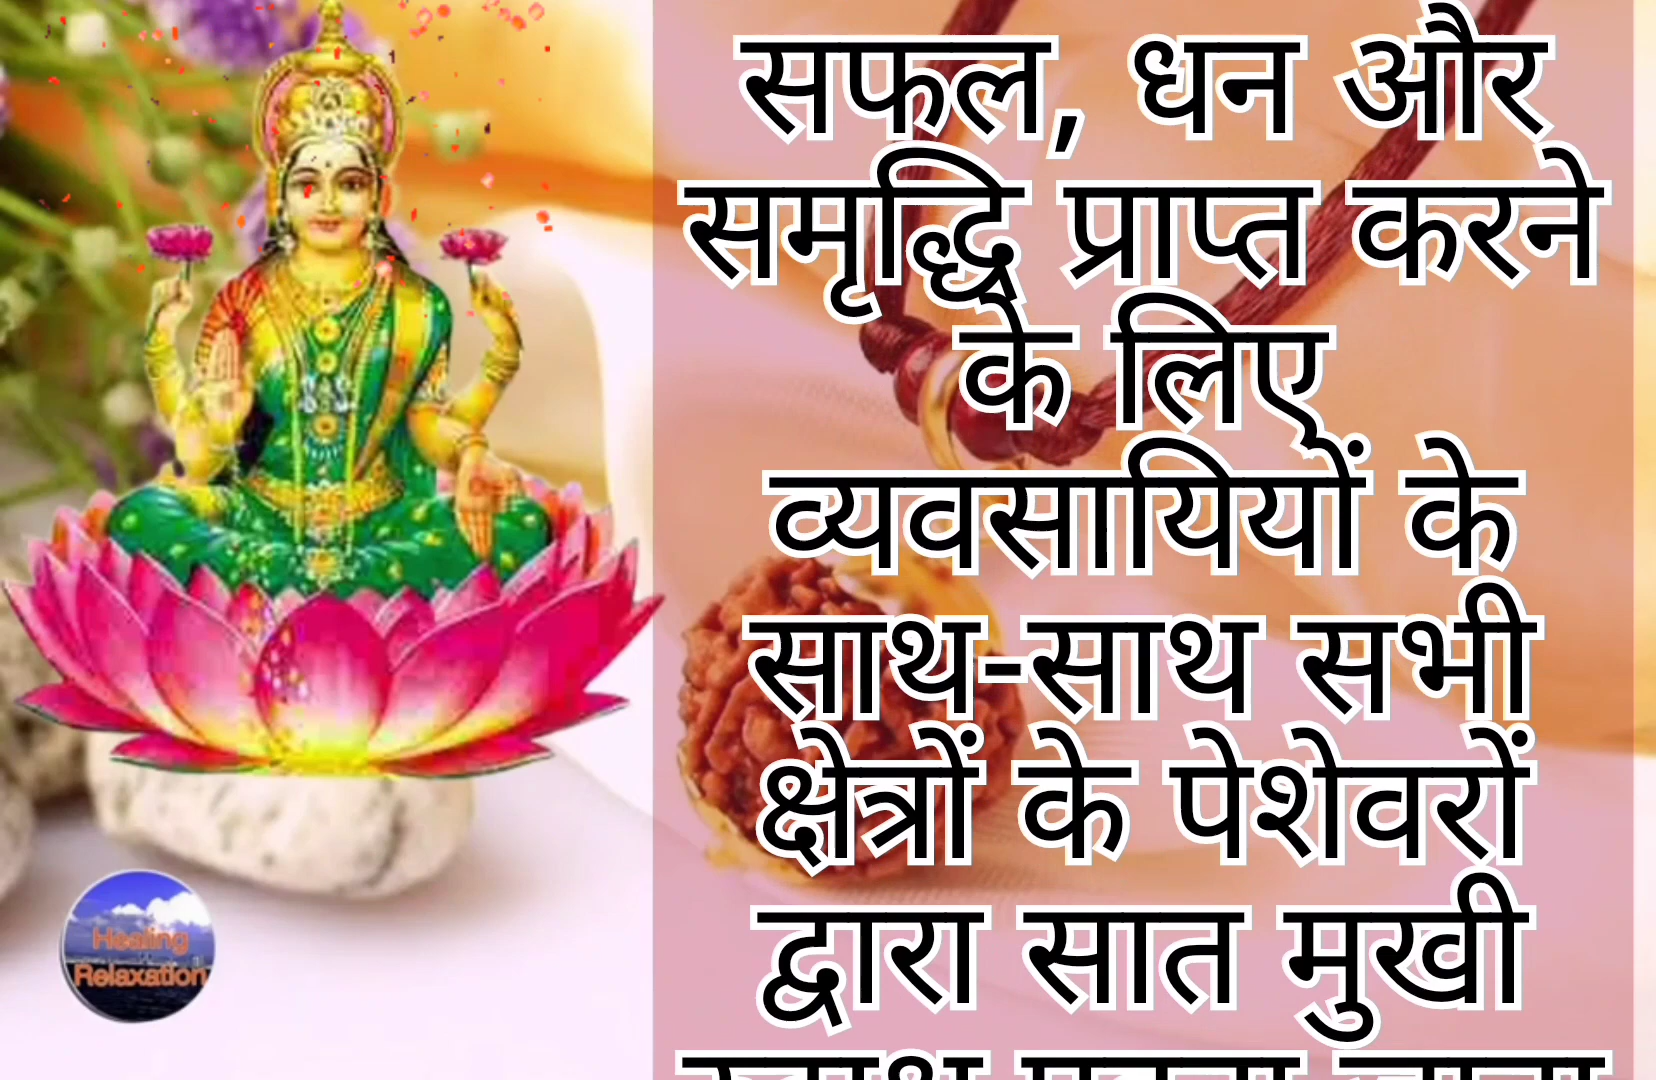 सफल, धन और
समृद्धि प्राप्त करने
के लिए
व्यवसायियों के
साथ-साथ सभी
क्षेत्रों के पेशेवरों
द्वारा सात मुखी
Healing
Relaxation